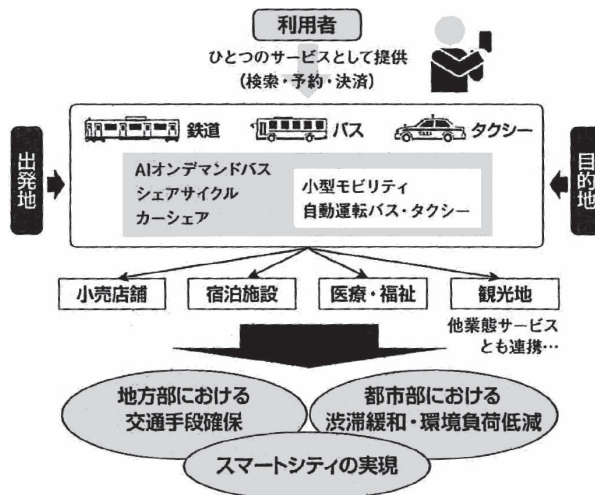 利用者
ひとつのサービスとして提供
（検索・予約・決済）
出発地
鉄道
バス
TAXI
タクシー
目的地
AIオンデマンドバス
シェアサイクル
カーシェア
小型モビリティ
自動運転バス・タクシー
小売店舗
宿泊施設
医療・福祉
観光地
他業態サービス
とも連携…
地方部における
交通手段確保
都市部における
渋滞緩和・環境負荷低減
スマートシティの実現